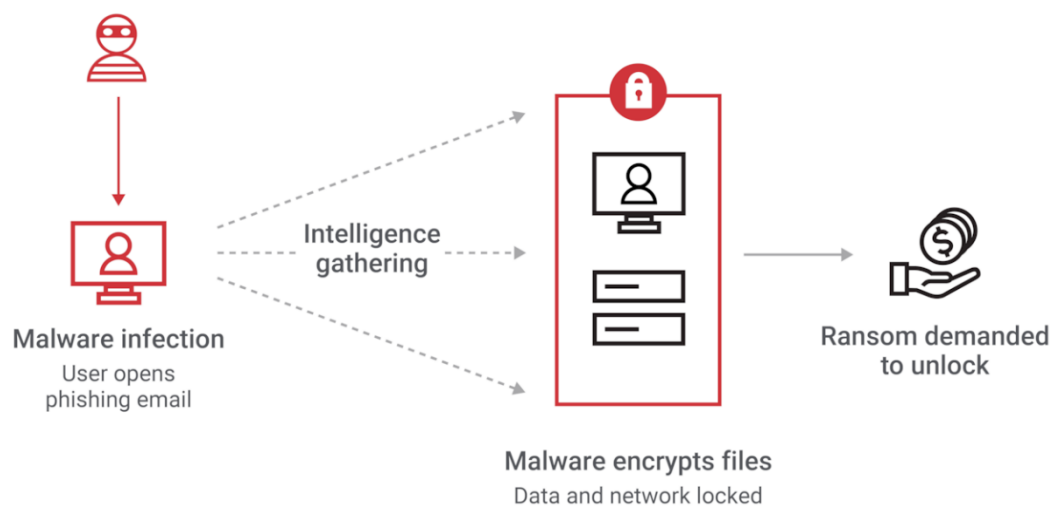 Intelligence
gathering
Malware infection
User opens
phishing email
Malware encrypts files
Data and network locked
$
Ransom demanded
to unlock